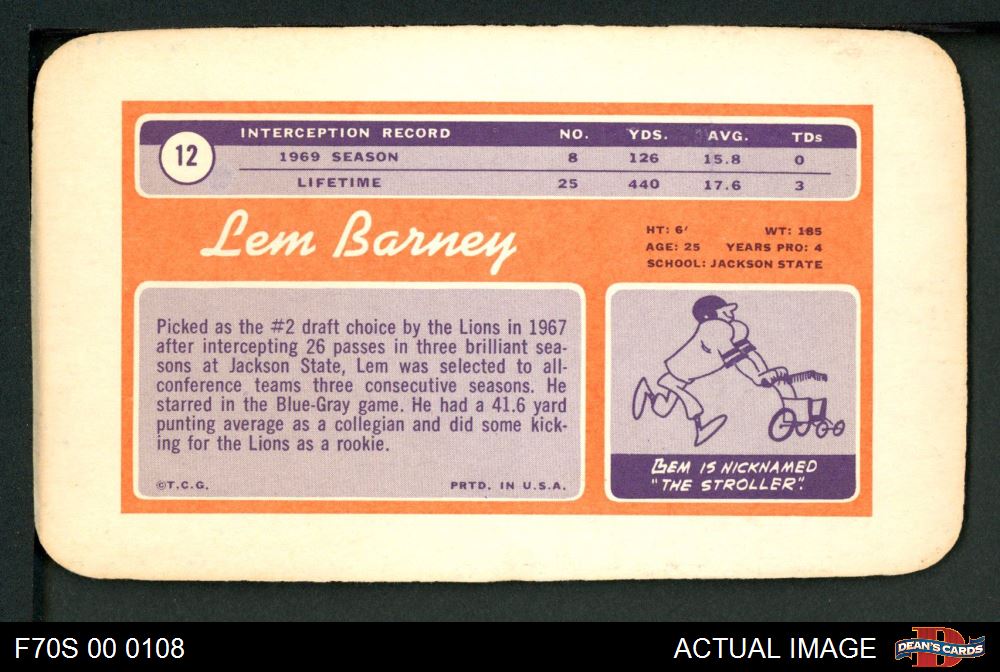 12
INTERCEPTION RECORD NO. YDS. AVG. TDs
1969 SEASON 8 126 15.8 0
LIFETIME 25 440 17.6 3
Lem Barney
HT: 6' WT: 185
AGE: 25 YEARS PRO: 4
SCHOOL: JACKSON STATE
Picked as the #2 draft choice by the Lions in 1967
after intercepting 26 passes in three brilliant sea-
sons at Jackson State, Lem was selected to all-
conference teams three consecutive seasons. He
starred in the Blue-Gray game. He had a 41.6 yard
punting average as a collegian and did some kick-
ing for the Lions as a rookie.
©T.C.G. PRTD. IN U.S.A.
BEM IS NICKNAMED
"THE STROLLER".
F70S 00 0108 ACTUAL IMAGE D DEAN'S CARDS